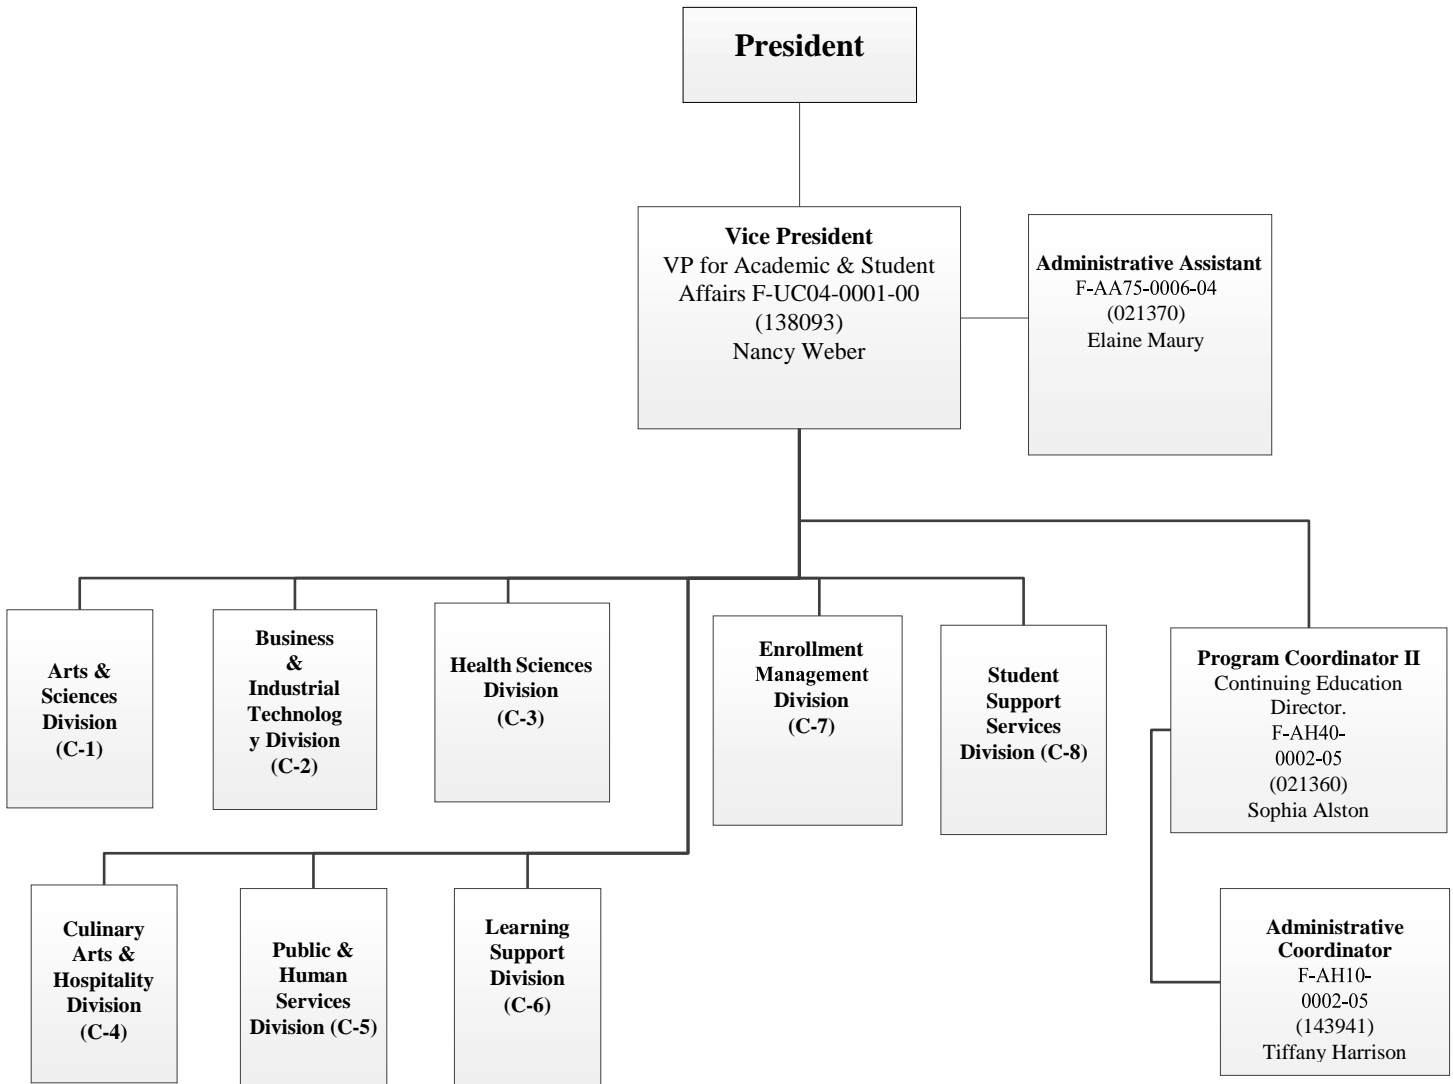 President
Vice President
VP for Academic & Student
Affairs F-UC04-0001-00
(138093)
Nancy Weber
Administrative Assistant
F-AA75-0006-04
(021370)
Elaine Maury
Arts &
Sciences
Division
(C-1)
Business
&
Industrial
Technolog
y Division
(C-2)
Health Sciences
Division
(C-3)
Enrollment
Management
Division
(C-7)
Student
Support
Services
Division (C-8)
Program Coordinator II
Continuing Education
Director.
F-AH40-
0002-05
(021360)
Sophia Alston
Culinary
Arts &
Hospitality
Division
(C-4)
Public &
Human
Services
Division (C-5)
Learning
Support
Division
(C-6)
Administrative
Coordinator
F-AH10-
0002-05
(143941)
Tiffany Harrison